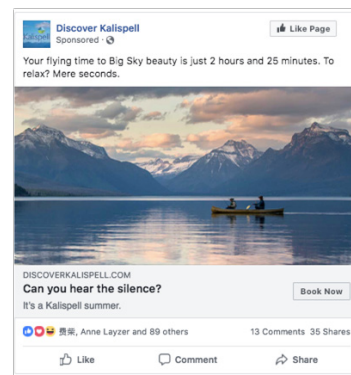 Discover Kalispell
Sponsored ·
Like Page
Your flying time to Big Sky beauty is just 2 hours and 25 minutes. To
relax? Mere seconds.
DISCOVERKALISPELL.COM
Can you hear the silence?
Book Now
It's a Kalispell summer.
费荣, Anne Layzer and 89 others
13 Comments 35 Shares
Like
Comment
Share